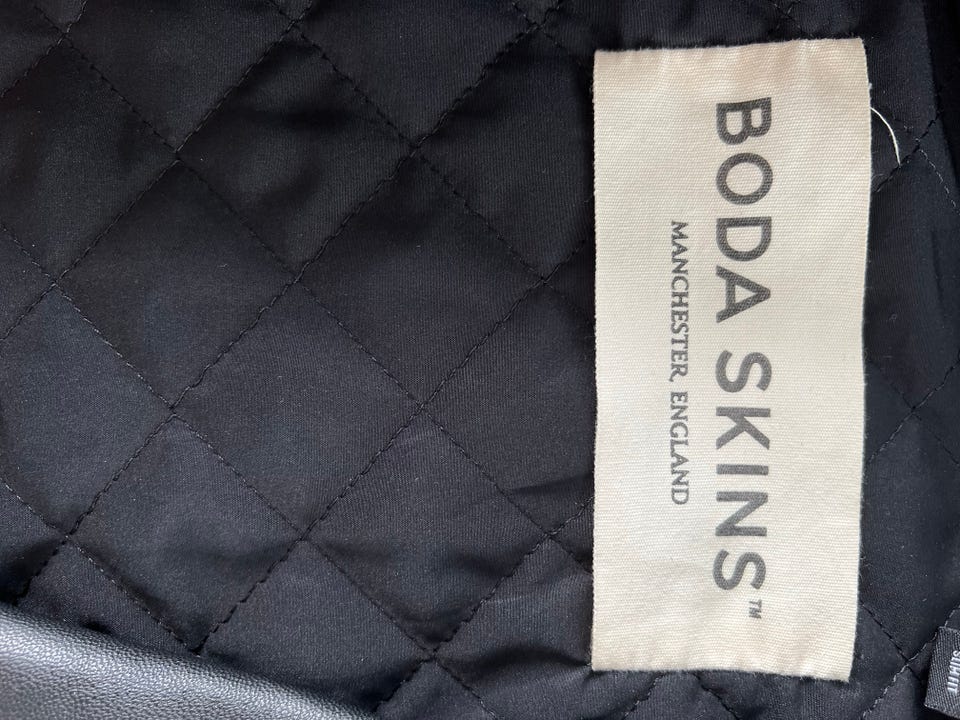 BODA SKINS™
MANCHESTER, ENGLAND